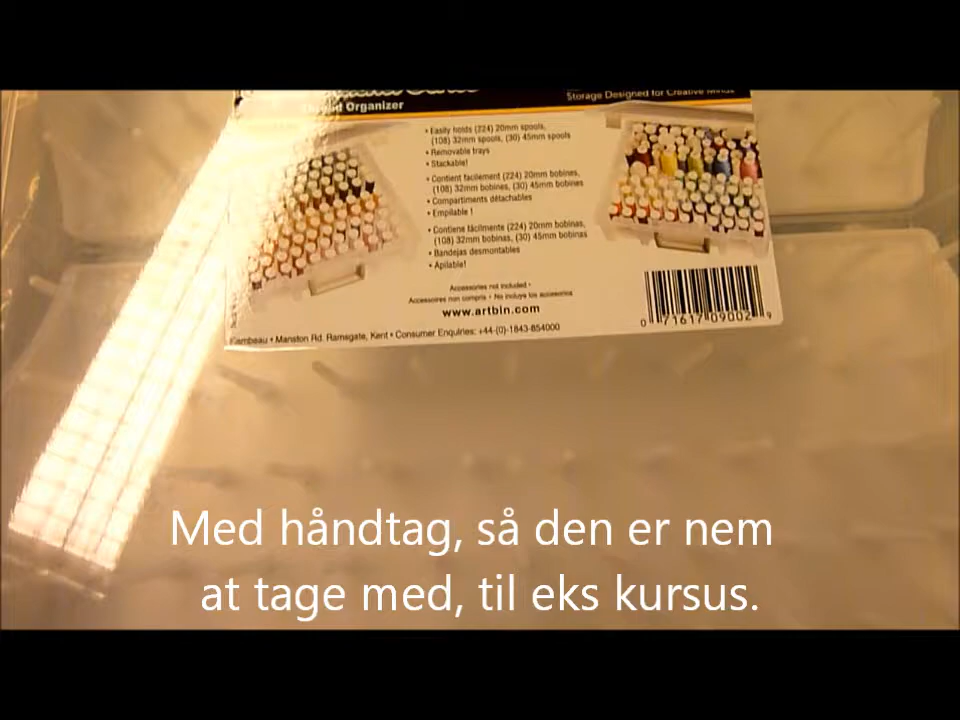 Thread Organizer
Storage Designed for Creative Minds
• Easily holds (224) 20mm spools,
(108) 32mm spools, (30) 45mm spools
• Removable trays
• Stackable!
• Contient facilement (224) 20mm bobines,
(108) 32mm bobines, (30) 45mm bobines
• Compartiments détachables
• Empilable !
• Contiene fácilmente (224) 20mm bobinas,
(108) 32mm bobinas, (30) 45mm bobinas
• Bandejas desmontables
• Apilable!
Accessories not included •
Accessoires non compris • No incluye los accesorios
www.artbin.com
• Manston Rd. Ramsgate, Kent • Consumer Enquiries: +44-(0)-1843-854000
0 71617 09002 9
Med håndtag, så den er nem
at tage med, til eks kursus.